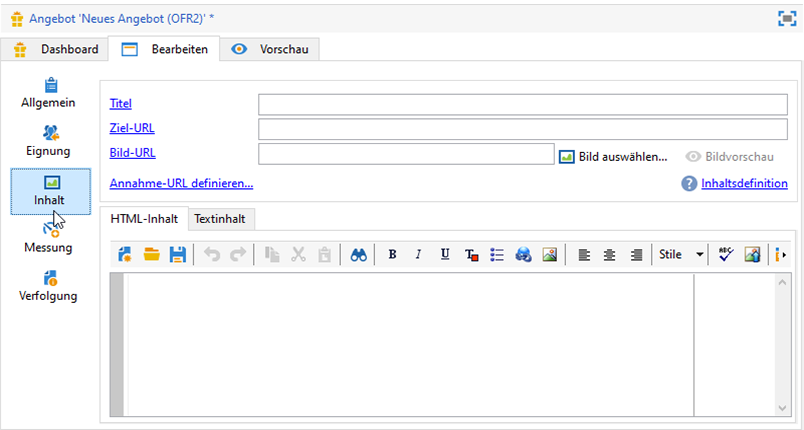 Angebot 'Neues Angebot (OFR2)' *
Dashboard Bearbeiten Vorschau
Allgemein
Eignung
Inhalt
Messung
Verfolgung
Titel
Ziel-URL
Bild-URL Bild auswählen... Bildvorschau
Annahme-URL definieren... ? Inhaltsdefinition
HTML-Inhalt Textinhalt
B I U T Stile ABC i